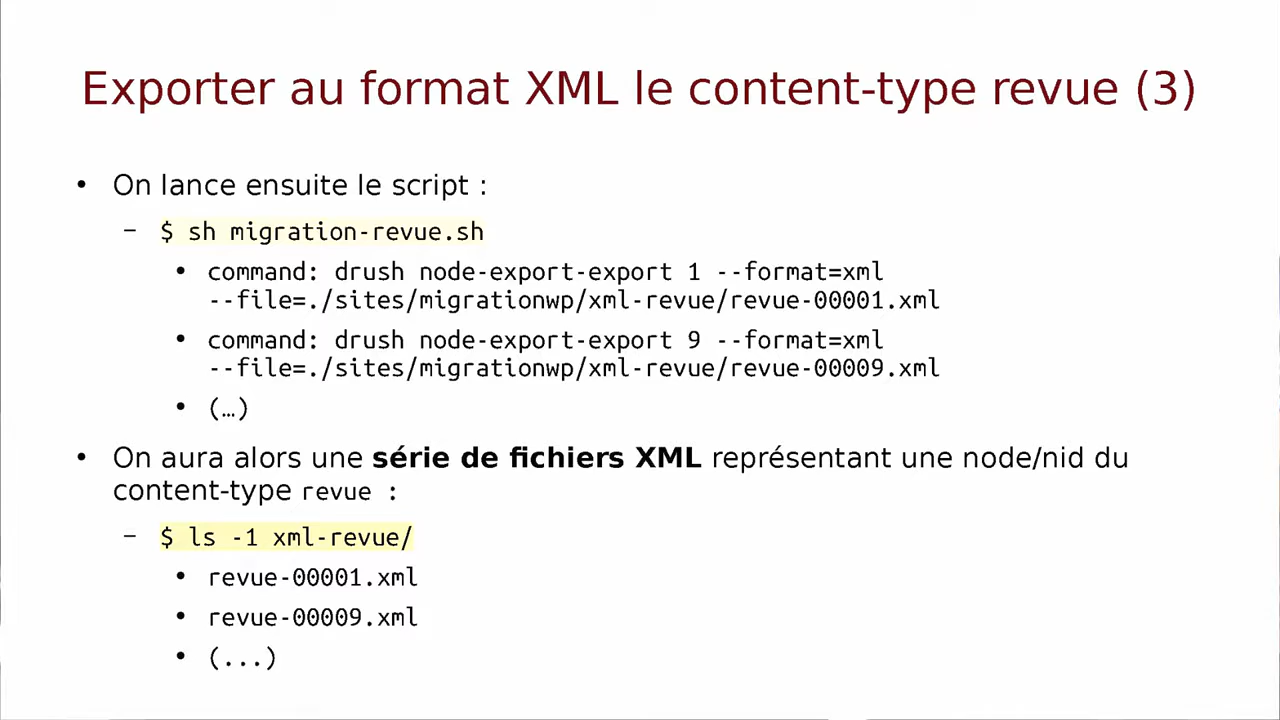 Exporter au format XML le content-type revue (3)
• On lance ensuite le script :
– $ sh migration-revue.sh
• command: drush node-export-export 1 --format=xml
--file=./sites/migrationwp/xml-revue/revue-00001.xml
• command: drush node-export-export 9 --format=xml
--file=./sites/migrationwp/xml-revue/revue-00009.xml
• (…)
• On aura alors une série de fichiers XML représentant une node/nid du
content-type revue :
– $ ls -1 xml-revue/
• revue-00001.xml
• revue-00009.xml
• (...)